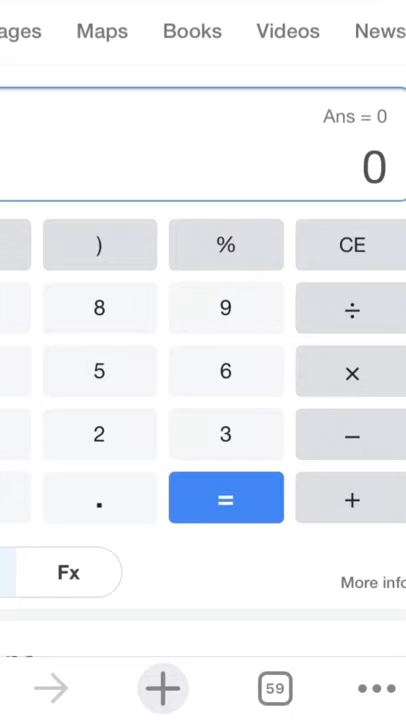 ages Maps Books Videos News
Ans = 0
0
) % CE
8 9 ÷
5 6 ×
2 3 −
. = +
Fx
More info
59